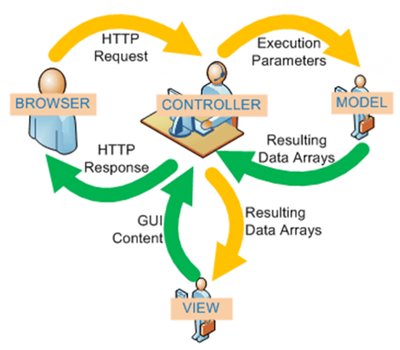 HTTP
Request
Execution
Parameters
BROWSER
CONTROLLER
MODEL
HTTP
Response
Resulting
Data Arrays
GUI
Content
Resulting
Data Arrays
VIEW